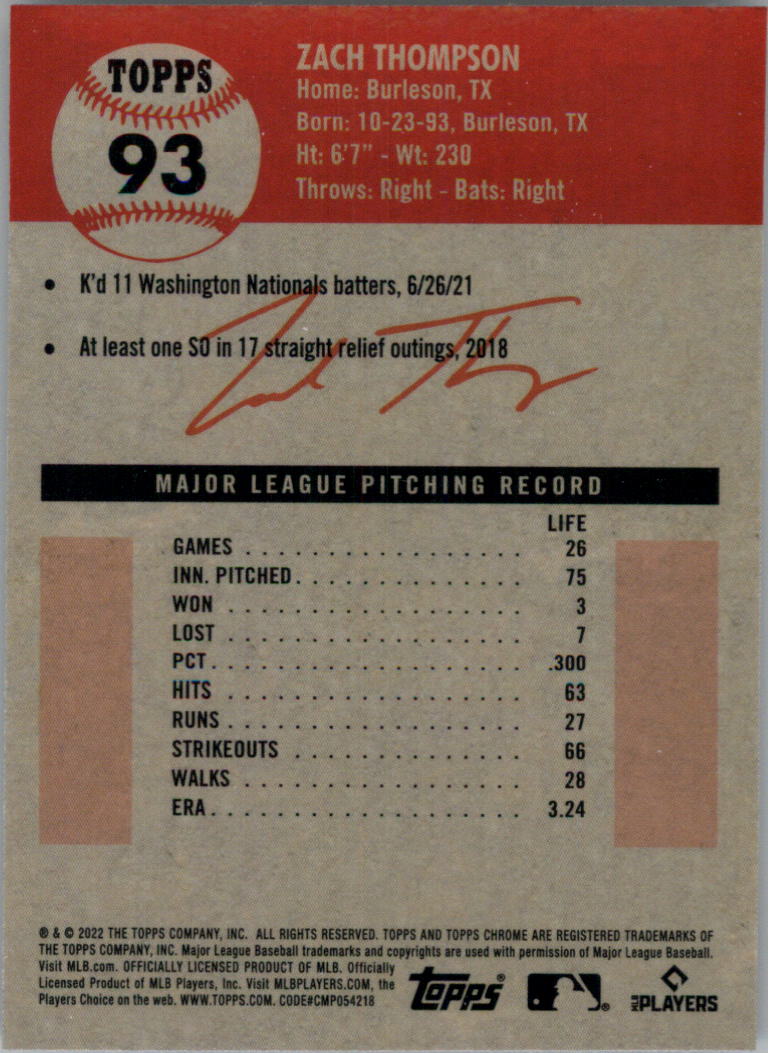 TOPPS
93
ZACH THOMPSON
Home: Burleson, TX
Born: 10-23-93, Burleson, TX
Ht: 6'7" - Wt: 230
Throws: Right - Bats: Right
• K'd 11 Washington Nationals batters, 6/26/21
• At least one SO in 17 straight relief outings, 2018
MAJOR LEAGUE PITCHING RECORD
LIFE
GAMES 26
INN. PITCHED 75
WON 3
LOST 7
PCT .300
HITS 63
RUNS 27
STRIKEOUTS 66
WALKS 28
ERA 3.24
® & © 2022 THE TOPPS COMPANY, INC. ALL RIGHTS RESERVED. TOPPS AND TOPPS CHROME ARE REGISTERED TRADEMARKS OF
THE TOPPS COMPANY, INC. Major League Baseball trademarks and copyrights are used with permission of Major League Baseball.
Visit MLB.com. OFFICIALLY LICENSED PRODUCT OF MLB. Officially
Licensed Product of MLB Players, Inc. Visit MLBPLAYERS.COM, the
Players Choice on the web. WWW.TOPPS.COM. CODE#CMP054218
topps®
MLB PLAYERS